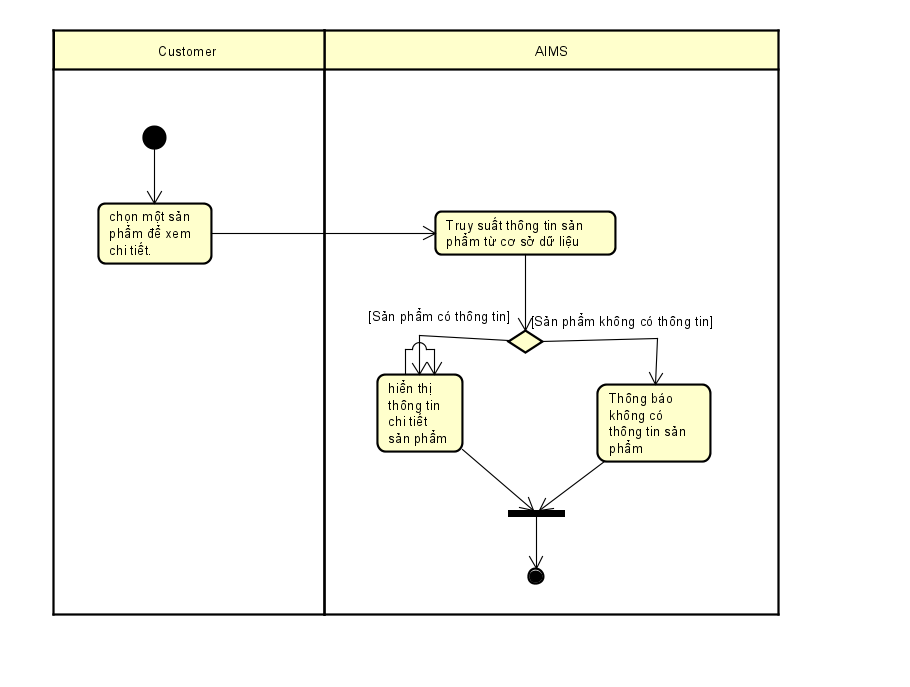 Customer
AIMS
chọn một sản
phẩm để xem
chi tiết.
Truy suất thông tin sản
phẩm từ cơ sở dữ liệu
[Sản phẩm có thông tin]
[Sản phẩm không có thông tin]
hiển thị
thông tin
chi tiết
sản phẩm
Thông báo
không có
thông tin sản
phẩm